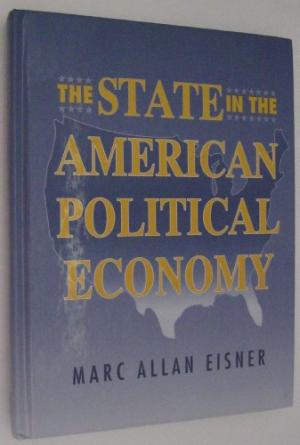 THE STATE IN THE
AMERICAN
POLITICAL
ECONOMY
MARC ALLAN EISNER